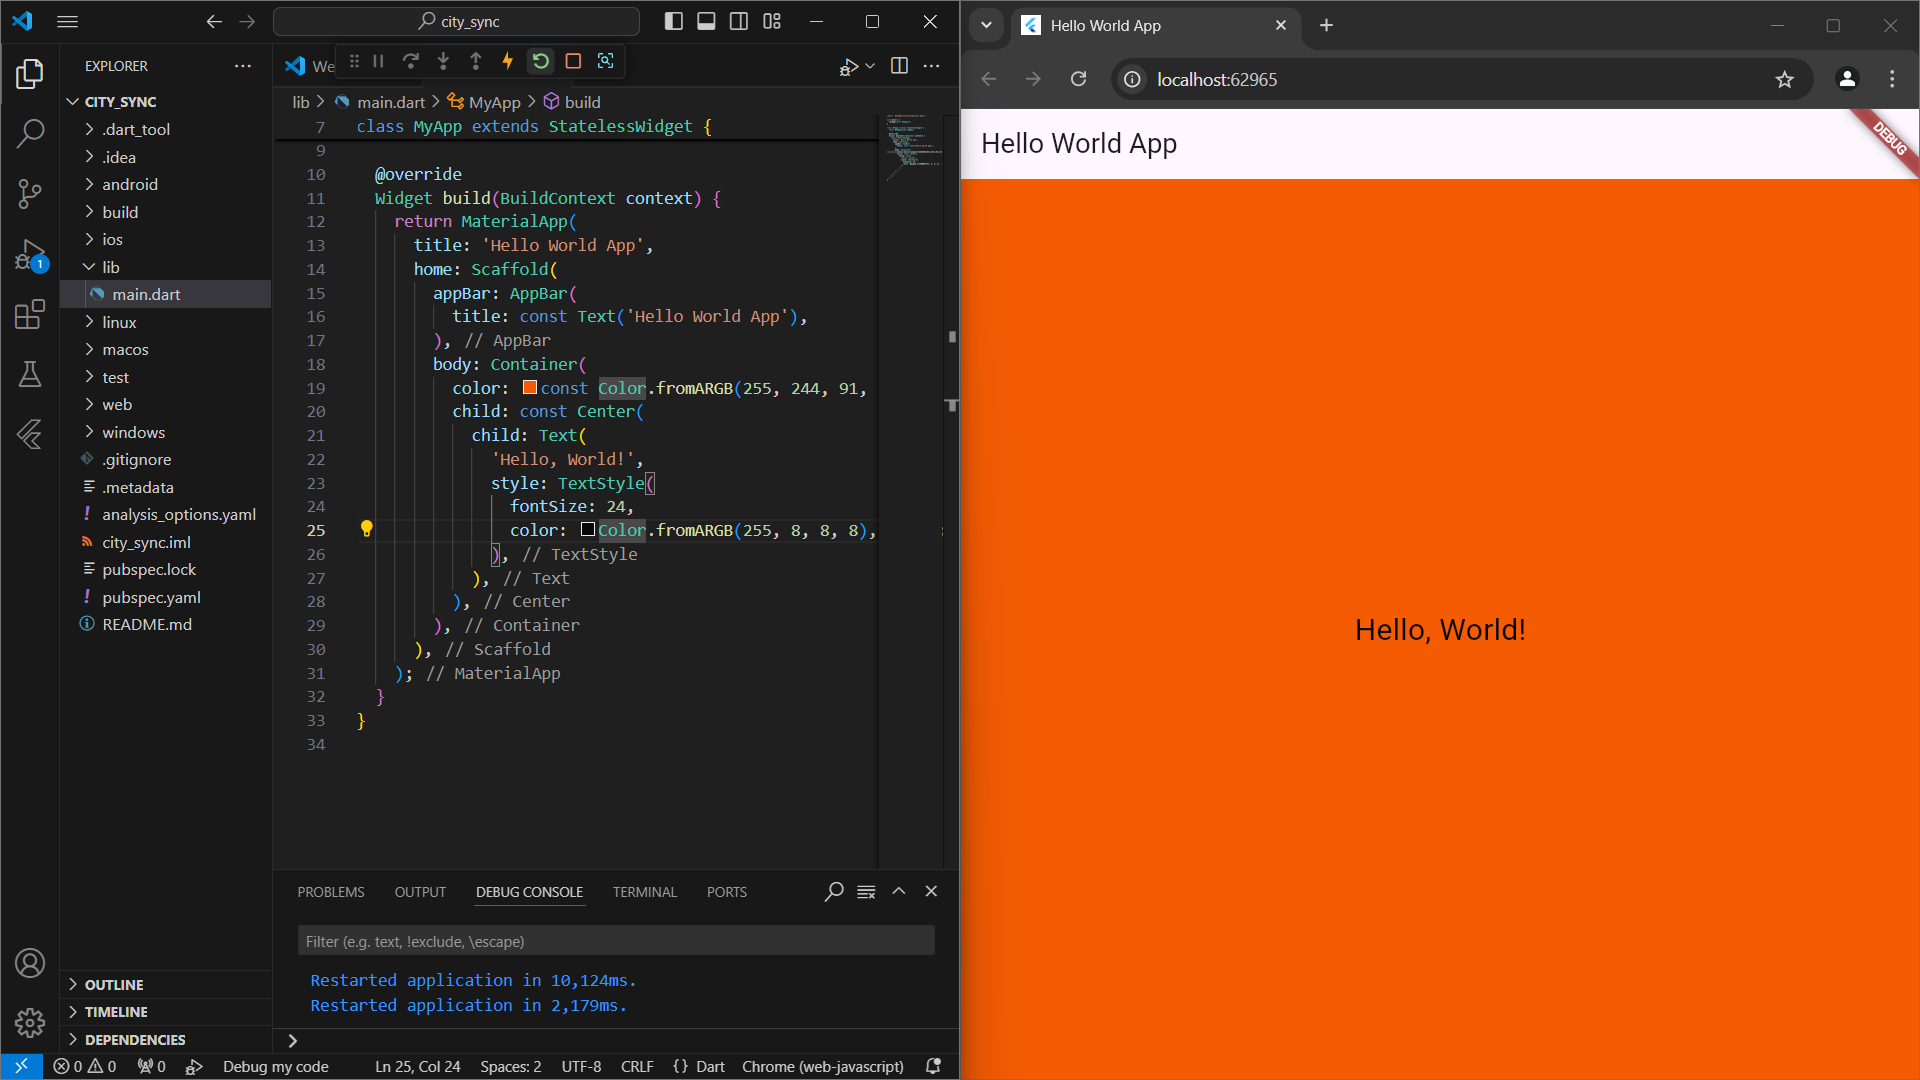 city_sync
EXPLORER
CITY_SYNC
.dart_tool
.idea
android
build
ios
lib
main.dart
linux
macos
test
web
windows
.gitignore
.metadata
analysis_options.yaml
city_sync.iml
pubspec.lock
pubspec.yaml
README.md
OUTLINE
TIMELINE
DEPENDENCIES
1
We
lib > main.dart > MyApp > build
7 class MyApp extends StatelessWidget {
9
10 @override
11 Widget build(BuildContext context) {
12 return MaterialApp(
13 title: 'Hello World App',
14 home: Scaffold(
15 appBar: AppBar(
16 title: const Text('Hello World App'),
17 ), // AppBar
18 body: Container(
19 color: const Color.fromARGB(255, 244, 91,
20 child: const Center(
21 child: Text(
22 'Hello, World!',
23 style: TextStyle(
24 fontSize: 24,
25 color: Color.fromARGB(255, 8, 8, 8),
26 ), // TextStyle
27 ), // Text
28 ), // Center
29 ), // Container
30 ), // Scaffold
31 ); // MaterialApp
32 }
33 }
34
PROBLEMS OUTPUT DEBUG CONSOLE TERMINAL PORTS
Filter (e.g. text, !exclude, \escape)
Restarted application in 10,124ms.
Restarted application in 2,179ms.
0 0 0 Debug my code Ln 25, Col 24 Spaces: 2 UTF-8 CRLF {} Dart Chrome (web-javascript)
Hello World App
localhost:62965
Hello World App
DEBUG
Hello, World!